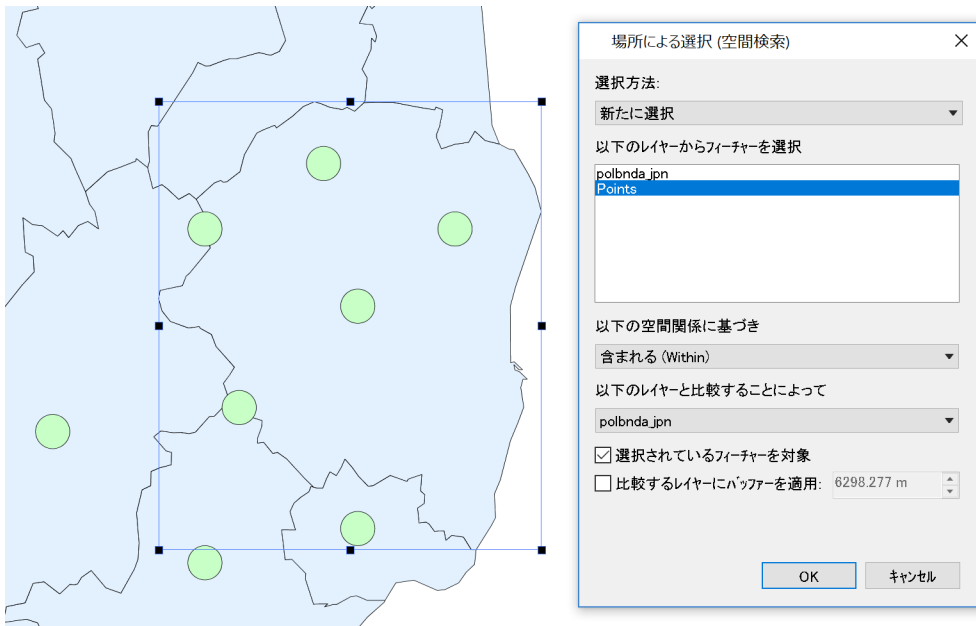 場所による選択 (空間検索)
選択方法:
新たに選択
以下のレイヤーからフィーチャーを選択
polbnda_jpn
Points
以下の空間関係に基づき
含まれる (Within)
以下のレイヤーと比較することによって
polbnda_jpn
選択されているフィーチャーを対象
比較するレイヤーにバッファーを適用: 6298.277 m
OK キャンセル